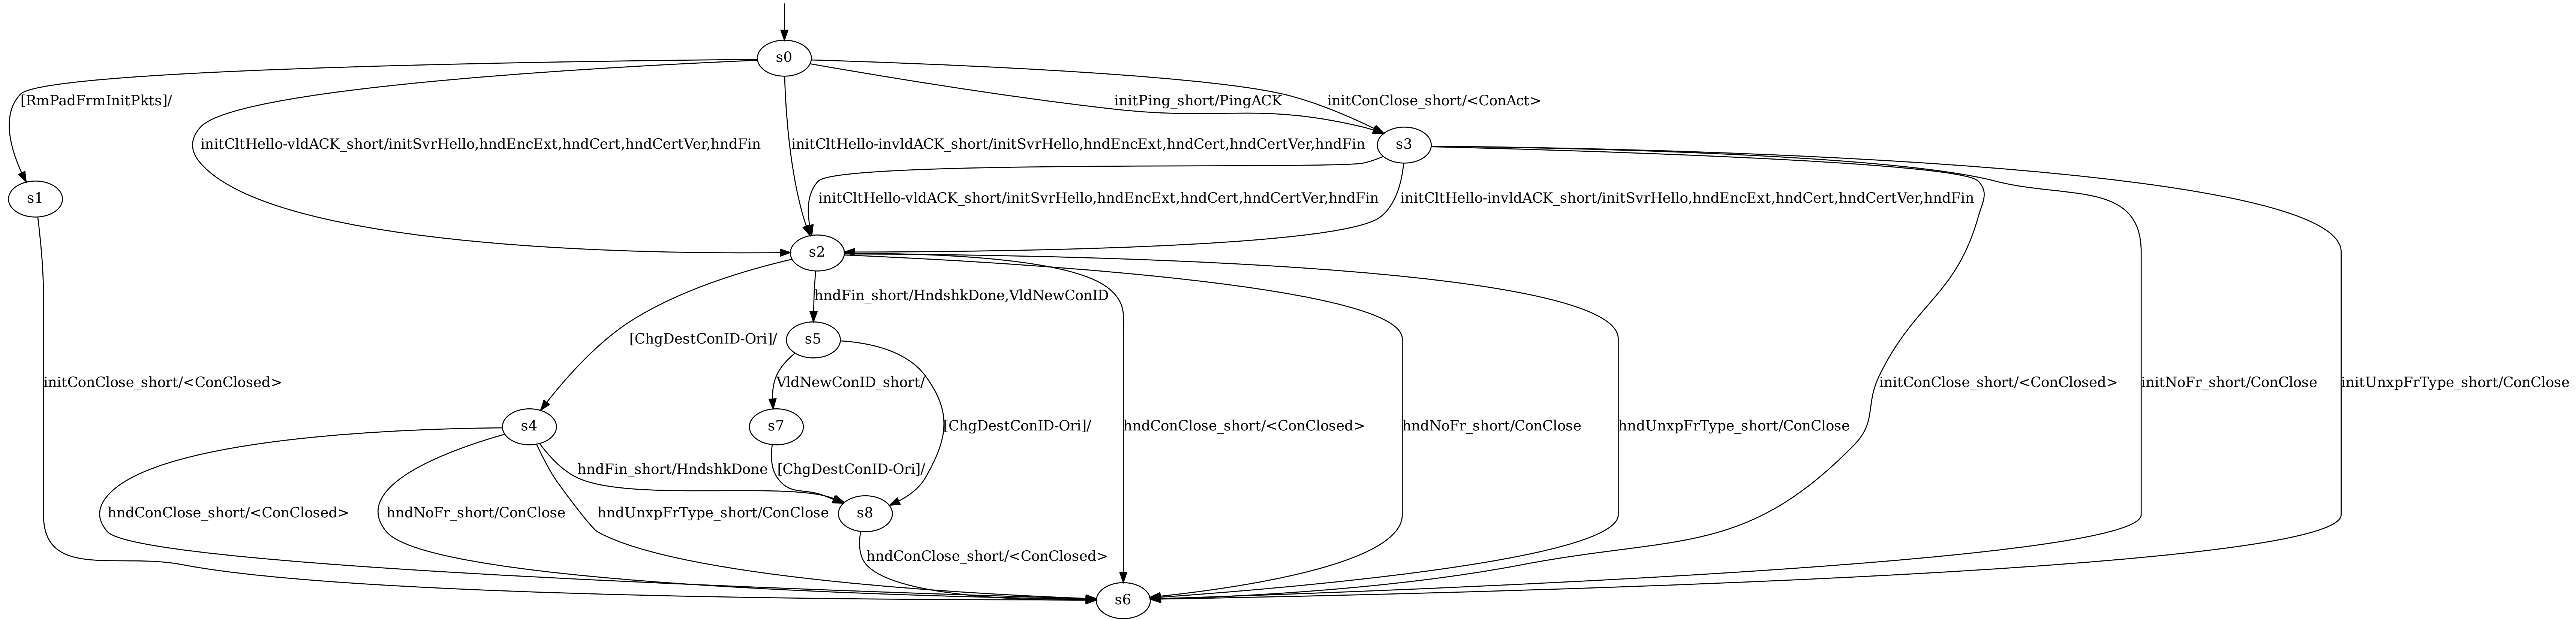 s0
[RmPadFrmInitPkts]/
initPing_short/PingACK
initConClose_short/<ConAct>
initCltHello-vldACK_short/initSvrHello,hndEncExt,hndCert,hndCertVer,hndFin
initCltHello-invldACK_short/initSvrHello,hndEncExt,hndCert,hndCertVer,hndFin
s3
s1
initCltHello-vldACK_short/initSvrHello,hndEncExt,hndCert,hndCertVer,hndFin
initCltHello-invldACK_short/initSvrHello,hndEncExt,hndCert,hndCertVer,hndFin
s2
hndFin_short/HndshkDone,VldNewConID
[ChgDestConID-Ori]/
s5
initConClose_short/<ConClosed>
VldNewConID_short/
initConClose_short/<ConClosed>
initNoFr_short/ConClose
initUnxpFrType_short/ConClose
s4
s7
[ChgDestConID-Ori]/
hndConClose_short/<ConClosed>
hndNoFr_short/ConClose
hndUnxpFrType_short/ConClose
hndFin_short/HndshkDone
[ChgDestConID-Ori]/
hndConClose_short/<ConClosed>
hndNoFr_short/ConClose
hndUnxpFrType_short/ConClose
s8
hndConClose_short/<ConClosed>
s6